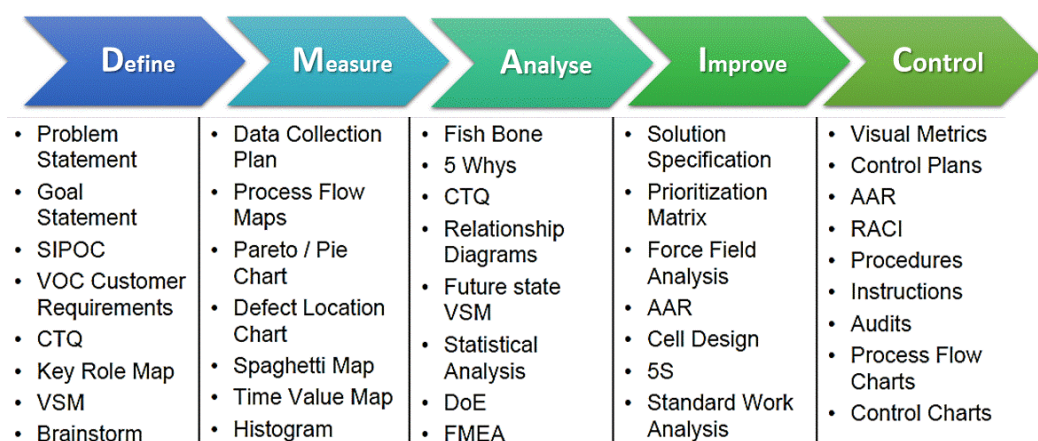 Define
Measure
Analyse
Improve
Control
• Problem
Statement
• Goal
Statement
• SIPOC
• VOC Customer
Requirements
• CTQ
• Key Role Map
• VSM
• Brainstorm
• Data Collection
Plan
• Process Flow
Maps
• Pareto / Pie
Chart
• Defect Location
Chart
• Spaghetti Map
• Time Value Map
• Histogram
• Fish Bone
• 5 Whys
• CTQ
• Relationship
Diagrams
• Future state
VSM
• Statistical
Analysis
• DoE
• FMEA
• Solution
Specification
• Prioritization
Matrix
• Force Field
Analysis
• AAR
• Cell Design
• 5S
• Standard Work
Analysis
• Visual Metrics
• Control Plans
• AAR
• RACI
• Procedures
• Instructions
• Audits
• Process Flow
Charts
• Control Charts